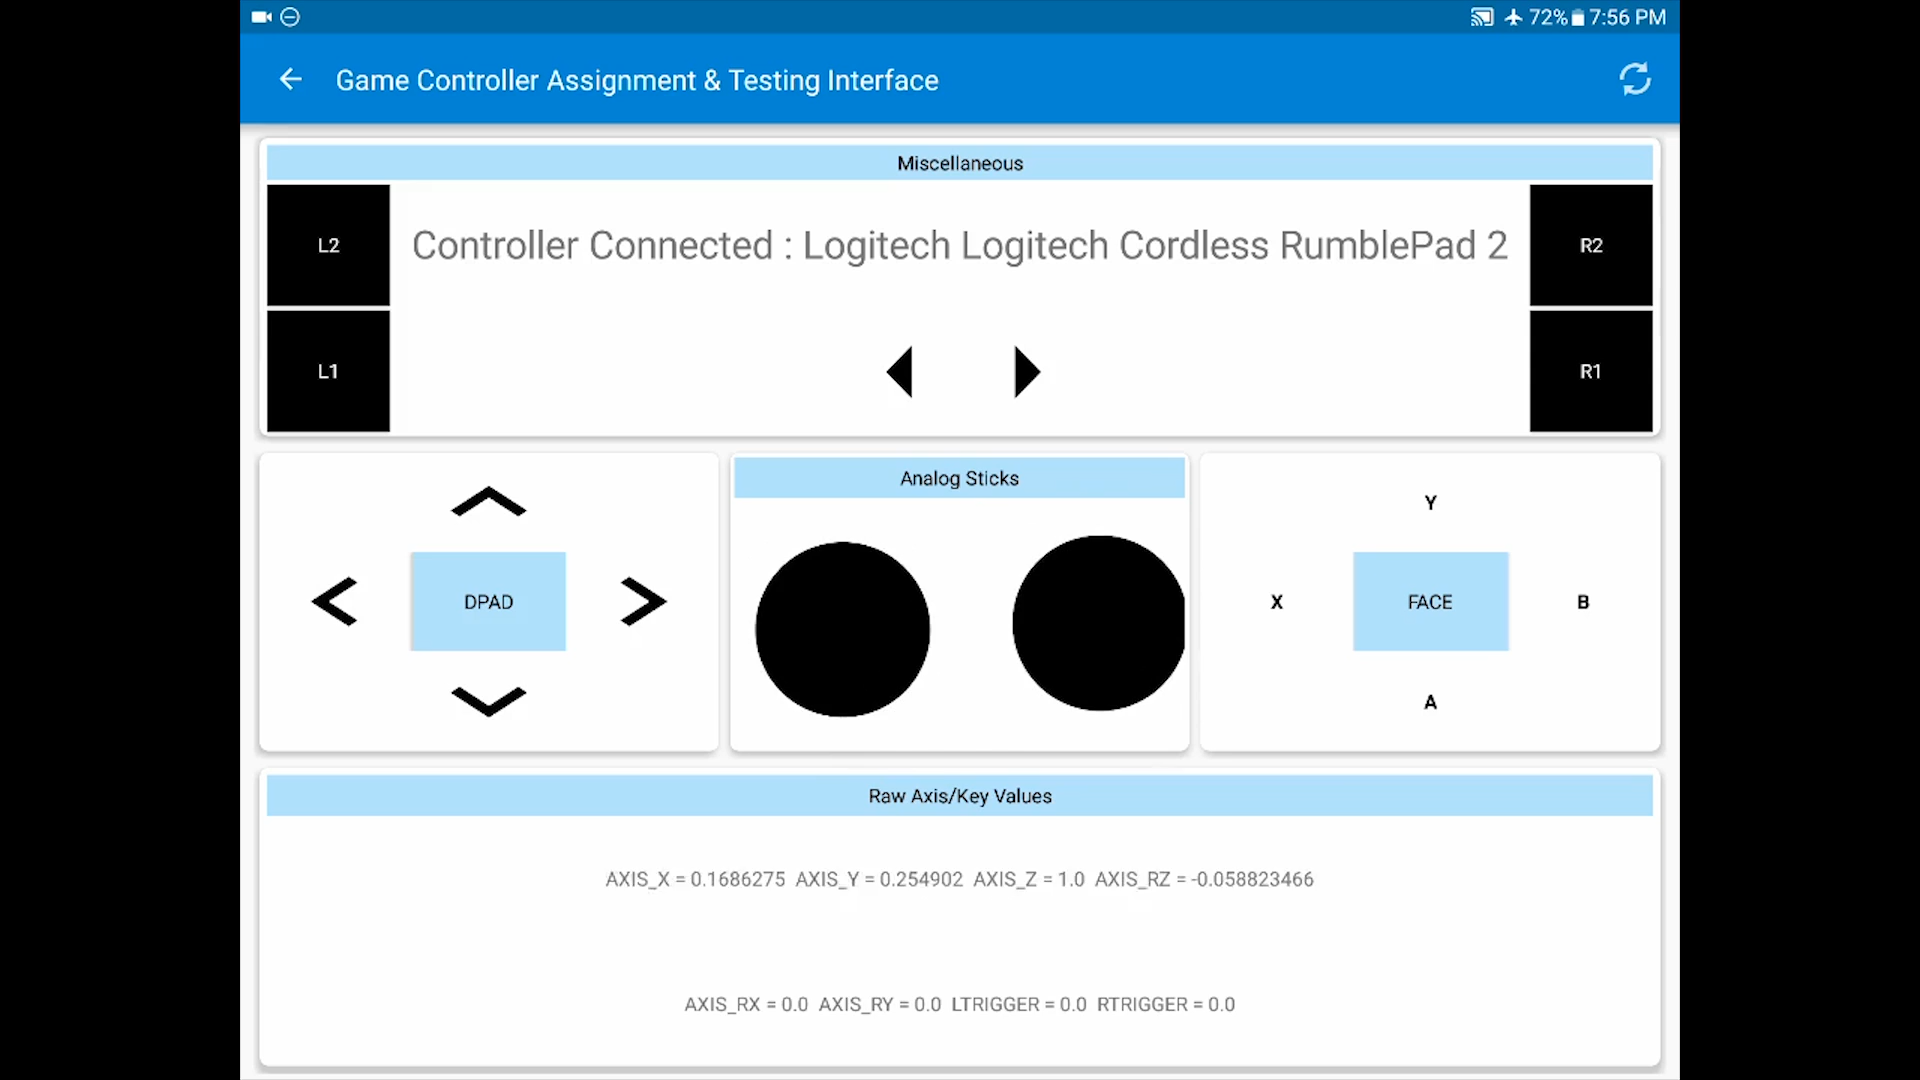 72% 7:56 PM
Game Controller Assignment & Testing Interface
Miscellaneous
L2
Controller Connected : Logitech Logitech Cordless RumblePad 2
R2
L1
R1
Analog Sticks
Y
DPAD
X
FACE
B
A
Raw Axis/Key Values
AXIS_X = 0.1686275 AXIS_Y = 0.254902 AXIS_Z = 1.0 AXIS_RZ = -0.058823466
AXIS_RX = 0.0 AXIS_RY = 0.0 LTRIGGER = 0.0 RTRIGGER = 0.0